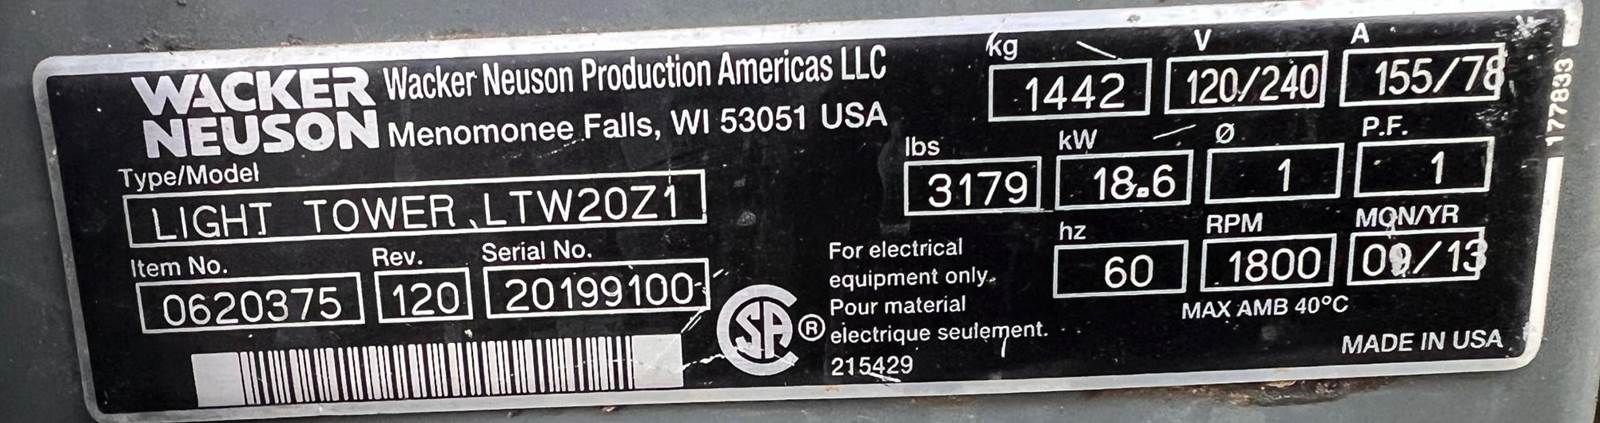 WACKER NEUSON
Wacker Neuson Production Americas LLC
Menomonee Falls, WI 53051 USA
Type/Model
LIGHT TOWER, LTW20Z1
Item No. Rev. Serial No.
0620375 120 20199100
kg V A
1442 120/240 155/78
lbs kW Ø P.F.
3179 18.6 1 1
hz RPM MON/YR
60 1800 09/13
MAX AMB 40°C
For electrical
equipment only.
Pour material
electrique seulement.
215429
SA ®
MADE IN USA
177833